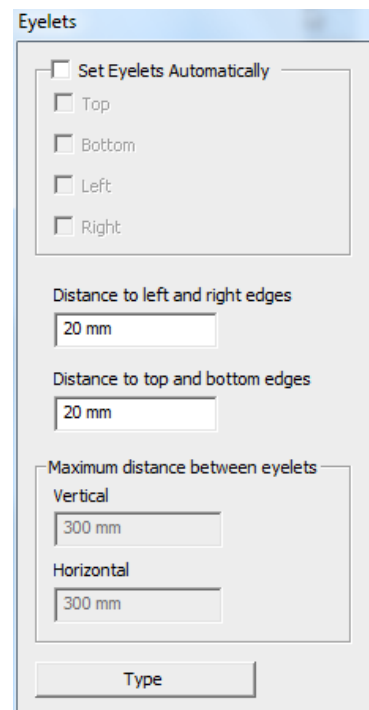 Eyelets
Set Eyelets Automatically
Top
Bottom
Left
Right
Distance to left and right edges
20 mm
Distance to top and bottom edges
20 mm
Maximum distance between eyelets
Vertical
300 mm
Horizontal
300 mm
Type